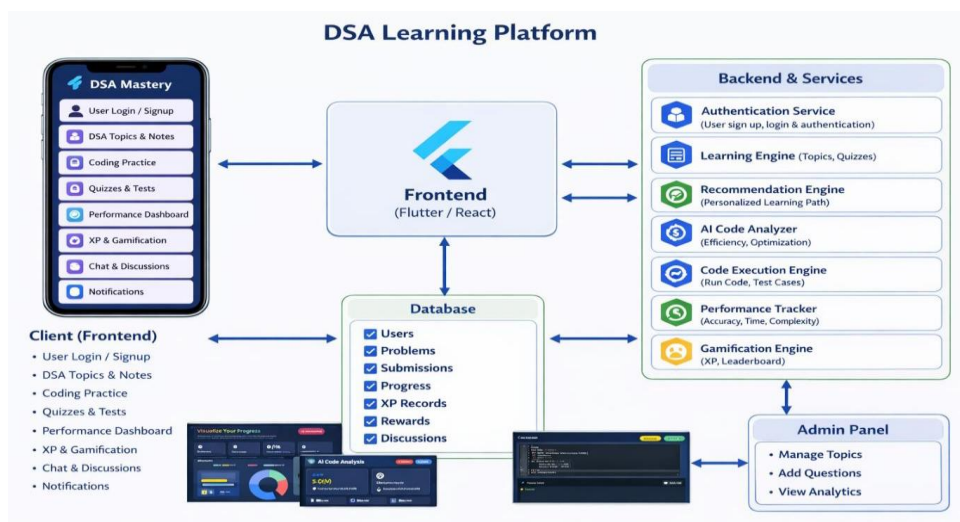 DSA Learning Platform
DSA Mastery
User Login / Signup
DSA Topics & Notes
Coding Practice
Quizzes & Tests
Performance Dashboard
XP & Gamification
Chat & Discussions
Notifications
Client (Frontend)
• User Login / Signup
• DSA Topics & Notes
• Coding Practice
• Quizzes & Tests
• Performance Dashboard
• XP & Gamification
• Chat & Discussions
• Notifications
Frontend
(Flutter / React)
Database
Users
Problems
Submissions
Progress
XP Records
Rewards
Discussions
Visualize Your Progress
AI Code Analysis
Backend & Services
Authentication Service
(User sign up, login & authentication)
Learning Engine (Topics, Quizzes)
Recommendation Engine
(Personalized Learning Path)
AI Code Analyzer
(Efficiency, Optimization)
Code Execution Engine
(Run Code, Test Cases)
Performance Tracker
(Accuracy, Time, Complexity)
Gamification Engine
(XP, Leaderboard)
Admin Panel
• Manage Topics
• Add Questions
• View Analytics